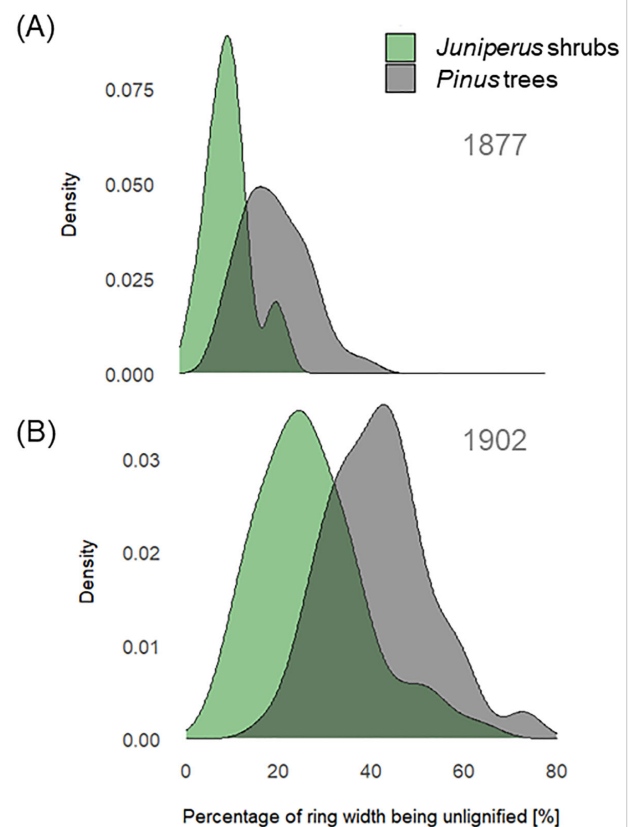 (A)
Juniperus shrubs
Pinus trees
1877
0.075
0.050
0.025
0.000
Density
(B)
1902
0.03
0.02
0.01
0.00
Density
0 20 40 60 80
Percentage of ring width being unlignified [%]